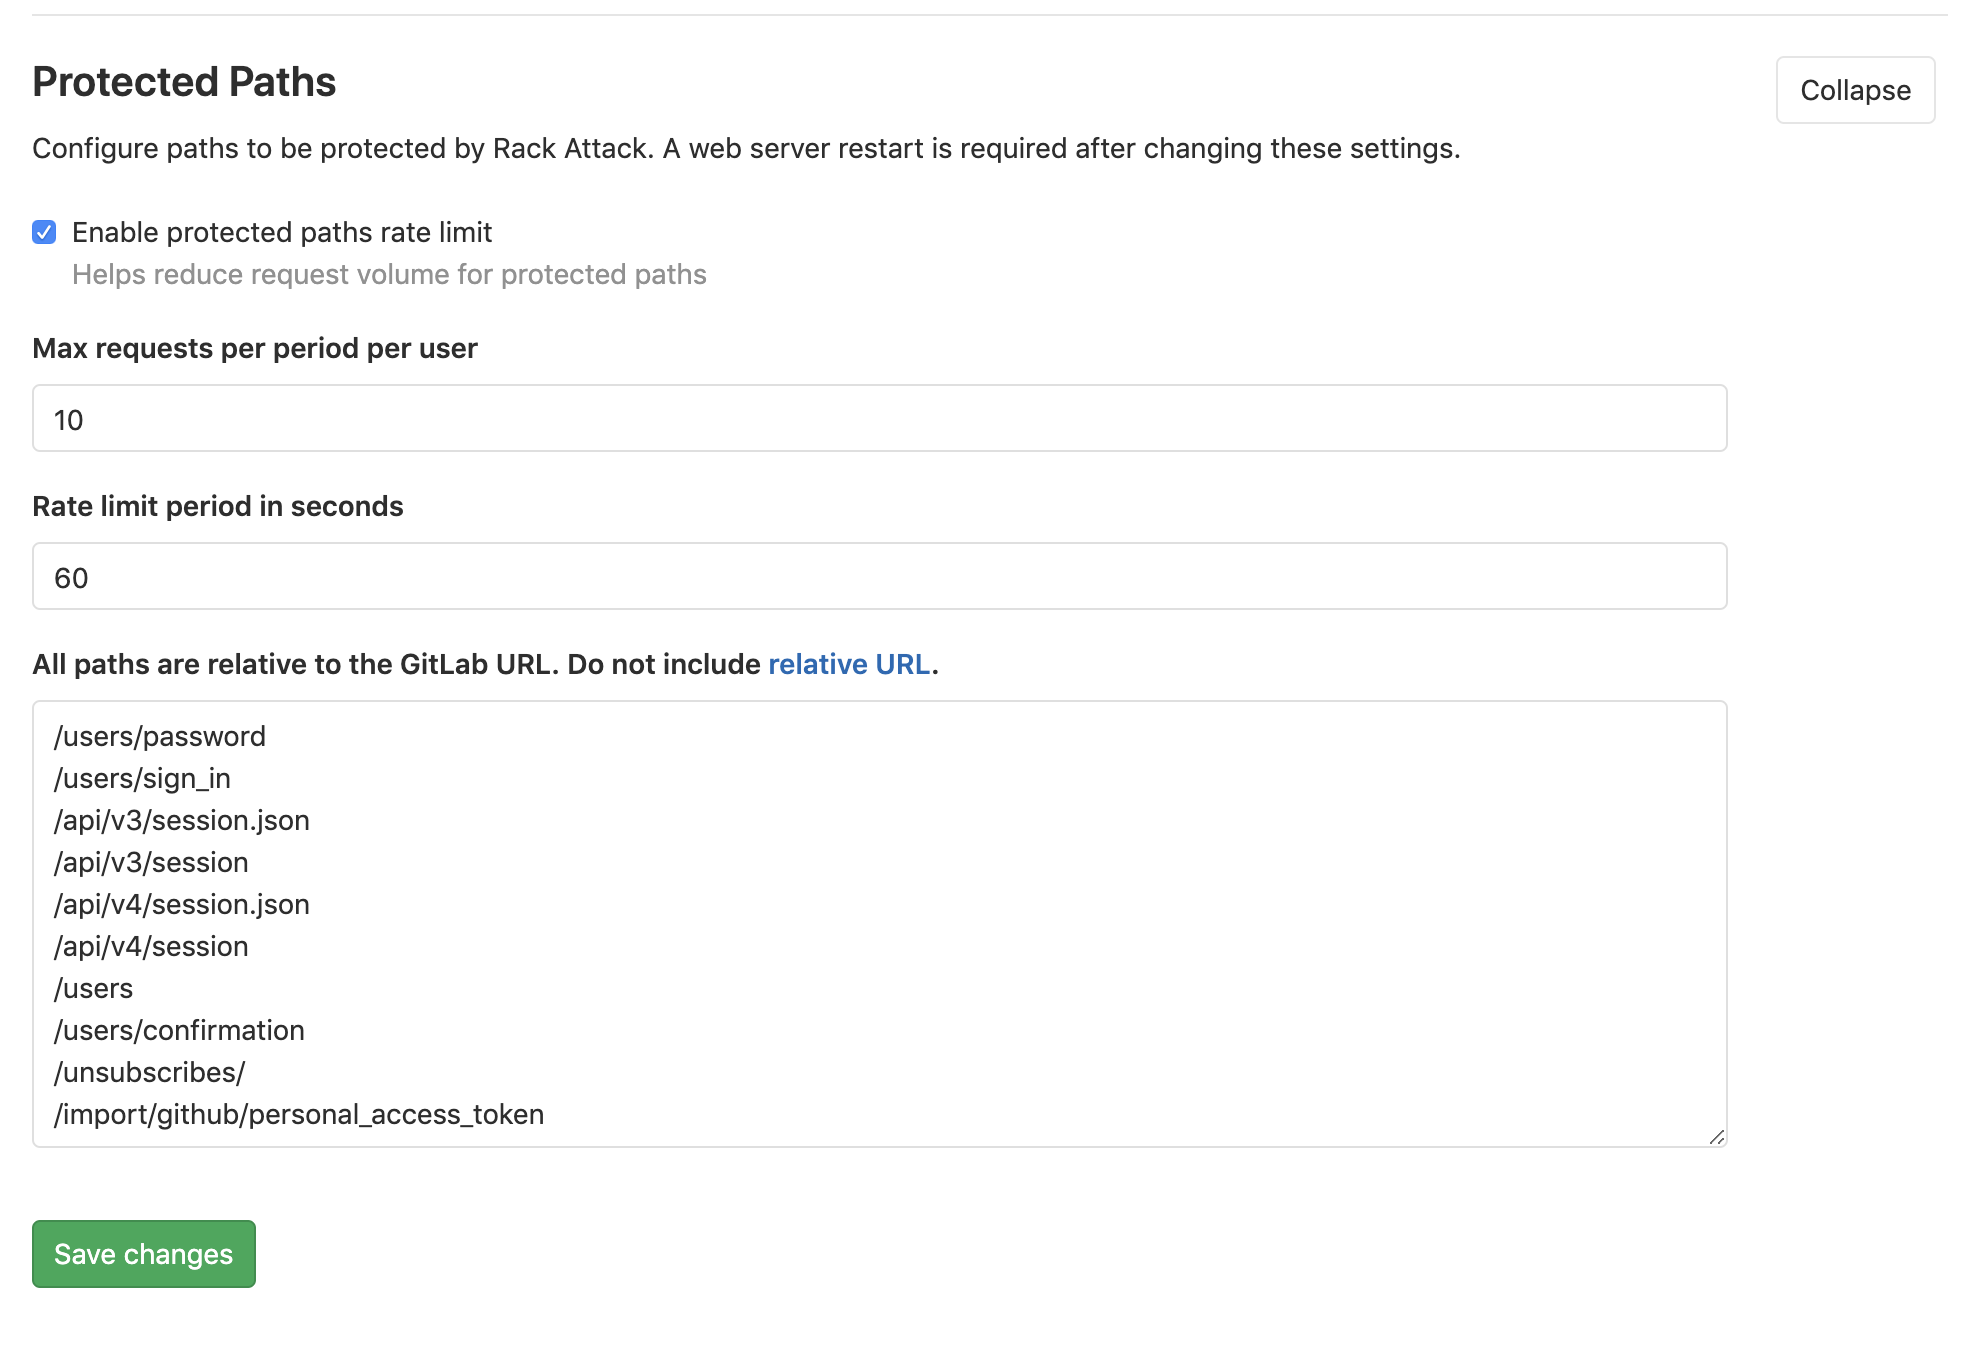 Protected Paths
Collapse
Configure paths to be protected by Rack Attack. A web server restart is required after changing these settings.
Enable protected paths rate limit
Helps reduce request volume for protected paths
Max requests per period per user
10
Rate limit period in seconds
60
All paths are relative to the GitLab URL. Do not include relative URL.
/users/password
/users/sign_in
/api/v3/session.json
/api/v3/session
/api/v4/session.json
/api/v4/session
/users
/users/confirmation
/unsubscribes/
/import/github/personal_access_token
Save changes